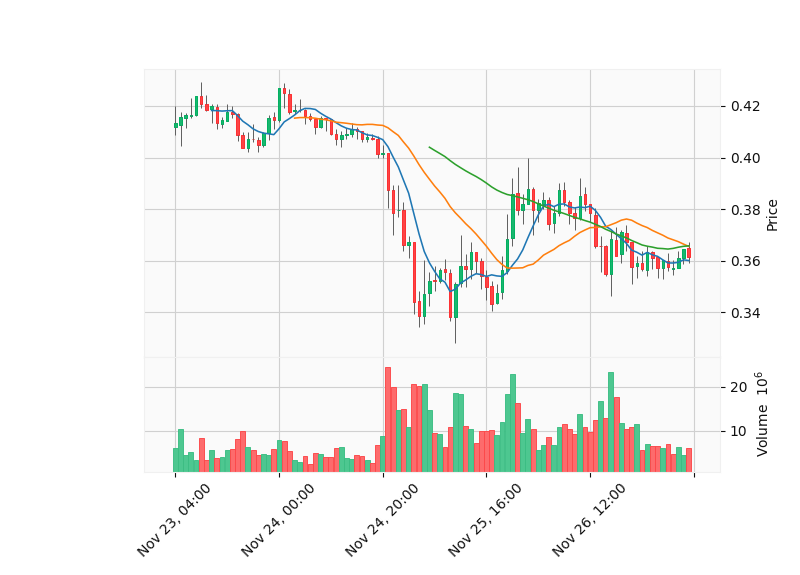 0.42
0.40
0.38
0.36
0.34
Price
20
10
Volume 10^6
Nov 23, 04:00
Nov 24, 00:00
Nov 24, 20:00
Nov 25, 16:00
Nov 26, 12:00